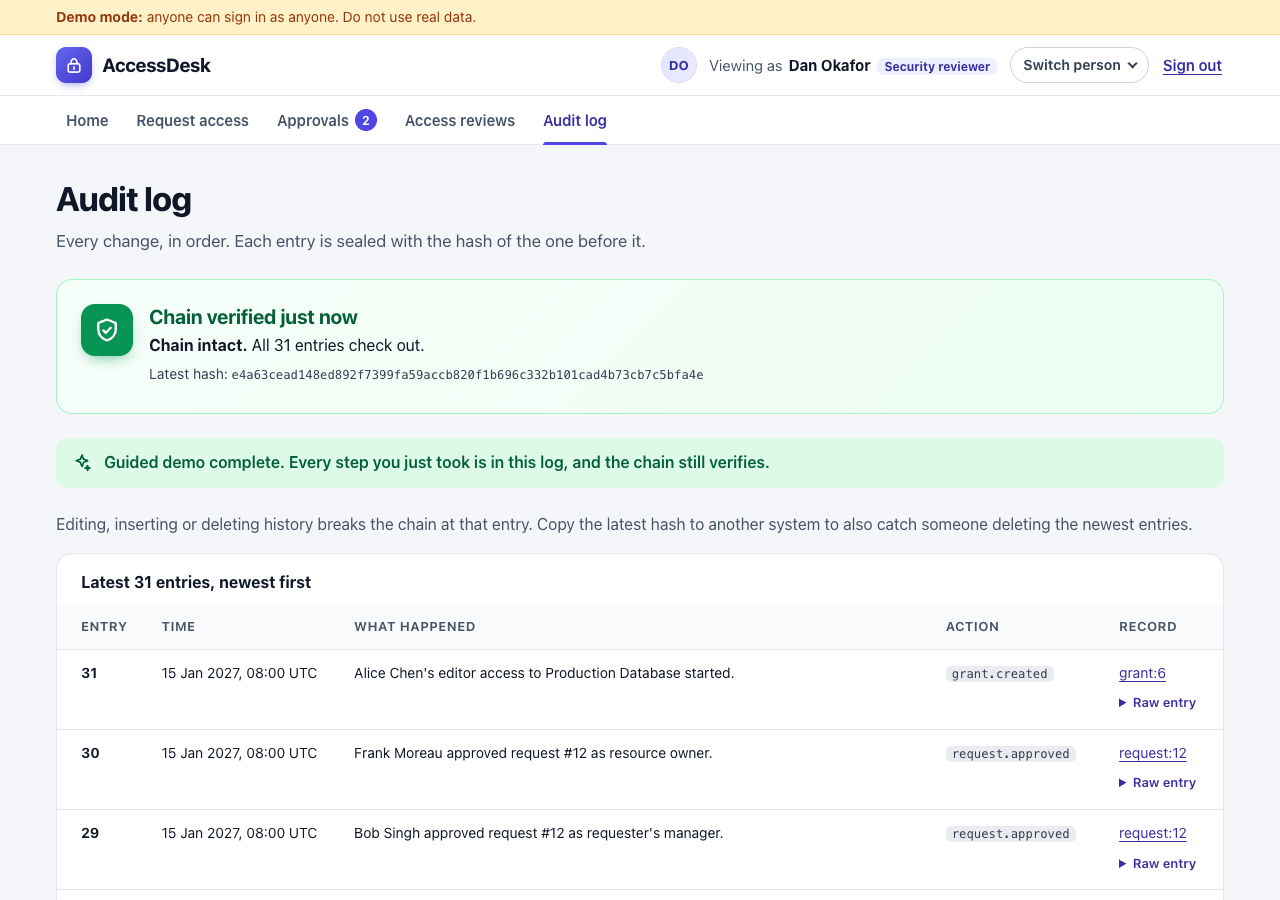 Demo mode: anyone can sign in as anyone. Do not use real data.
AccessDesk
DO Viewing as Dan Okafor Security reviewer Switch person Sign out
Home Request access Approvals 2 Access reviews Audit log
Audit log
Every change, in order. Each entry is sealed with the hash of the one before it.
Chain verified just now
Chain intact. All 31 entries check out.
Latest hash: e4a63cead148ed892f7399fa59accb820f1b696c332b101cad4b73cb7c5bfa4e
Guided demo complete. Every step you just took is in this log, and the chain still verifies.
Editing, inserting or deleting history breaks the chain at that entry. Copy the latest hash to another system to also catch someone deleting the newest entries.
Latest 31 entries, newest first
ENTRY TIME WHAT HAPPENED ACTION RECORD
31 15 Jan 2027, 08:00 UTC Alice Chen's editor access to Production Database started. grant.created grant:6
Raw entry
30 15 Jan 2027, 08:00 UTC Frank Moreau approved request #12 as resource owner. request.approved request:12
Raw entry
29 15 Jan 2027, 08:00 UTC Bob Singh approved request #12 as requester's manager. request.approved request:12
Raw entry